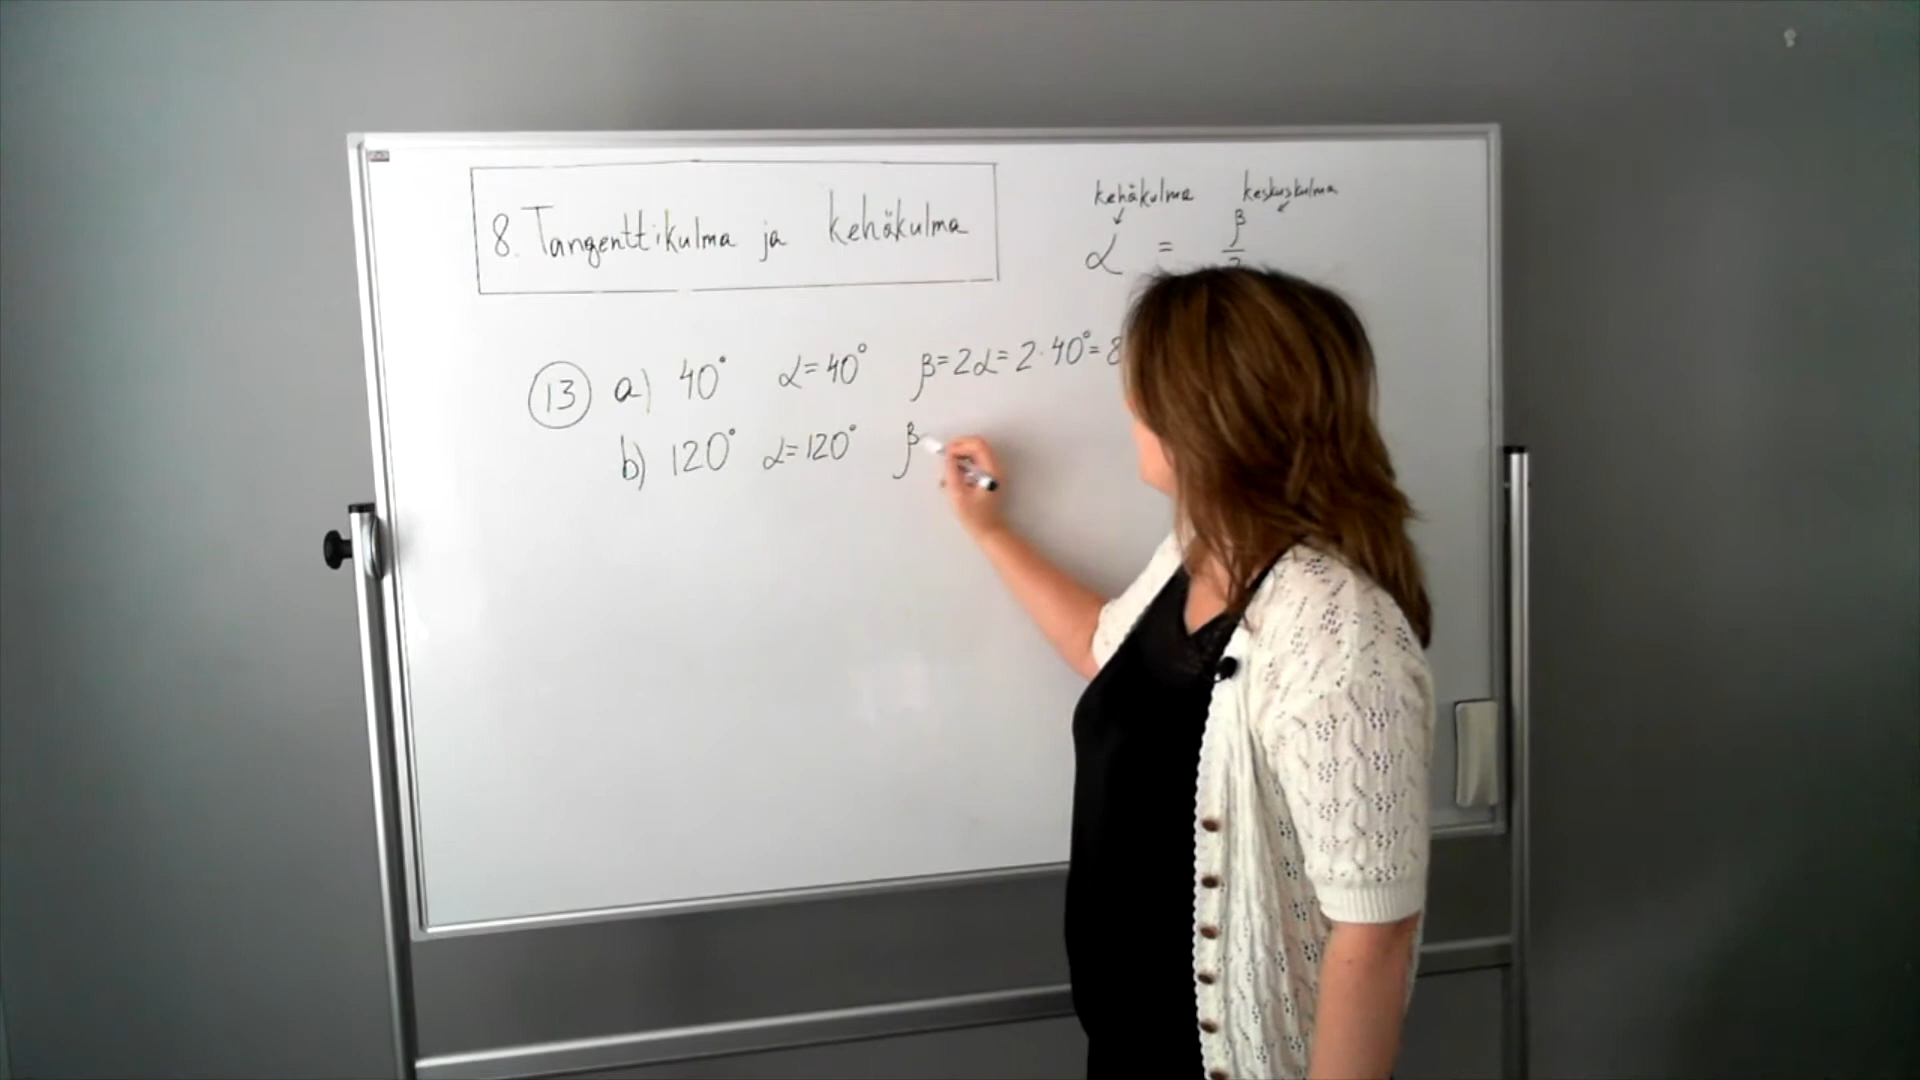 8. Tangenttikulma ja kehäkulma
kehäkulma keskuskulma
α = β/2
13 a) 40° α=40° β=2α=2·40°=8
b) 120° α=120° β